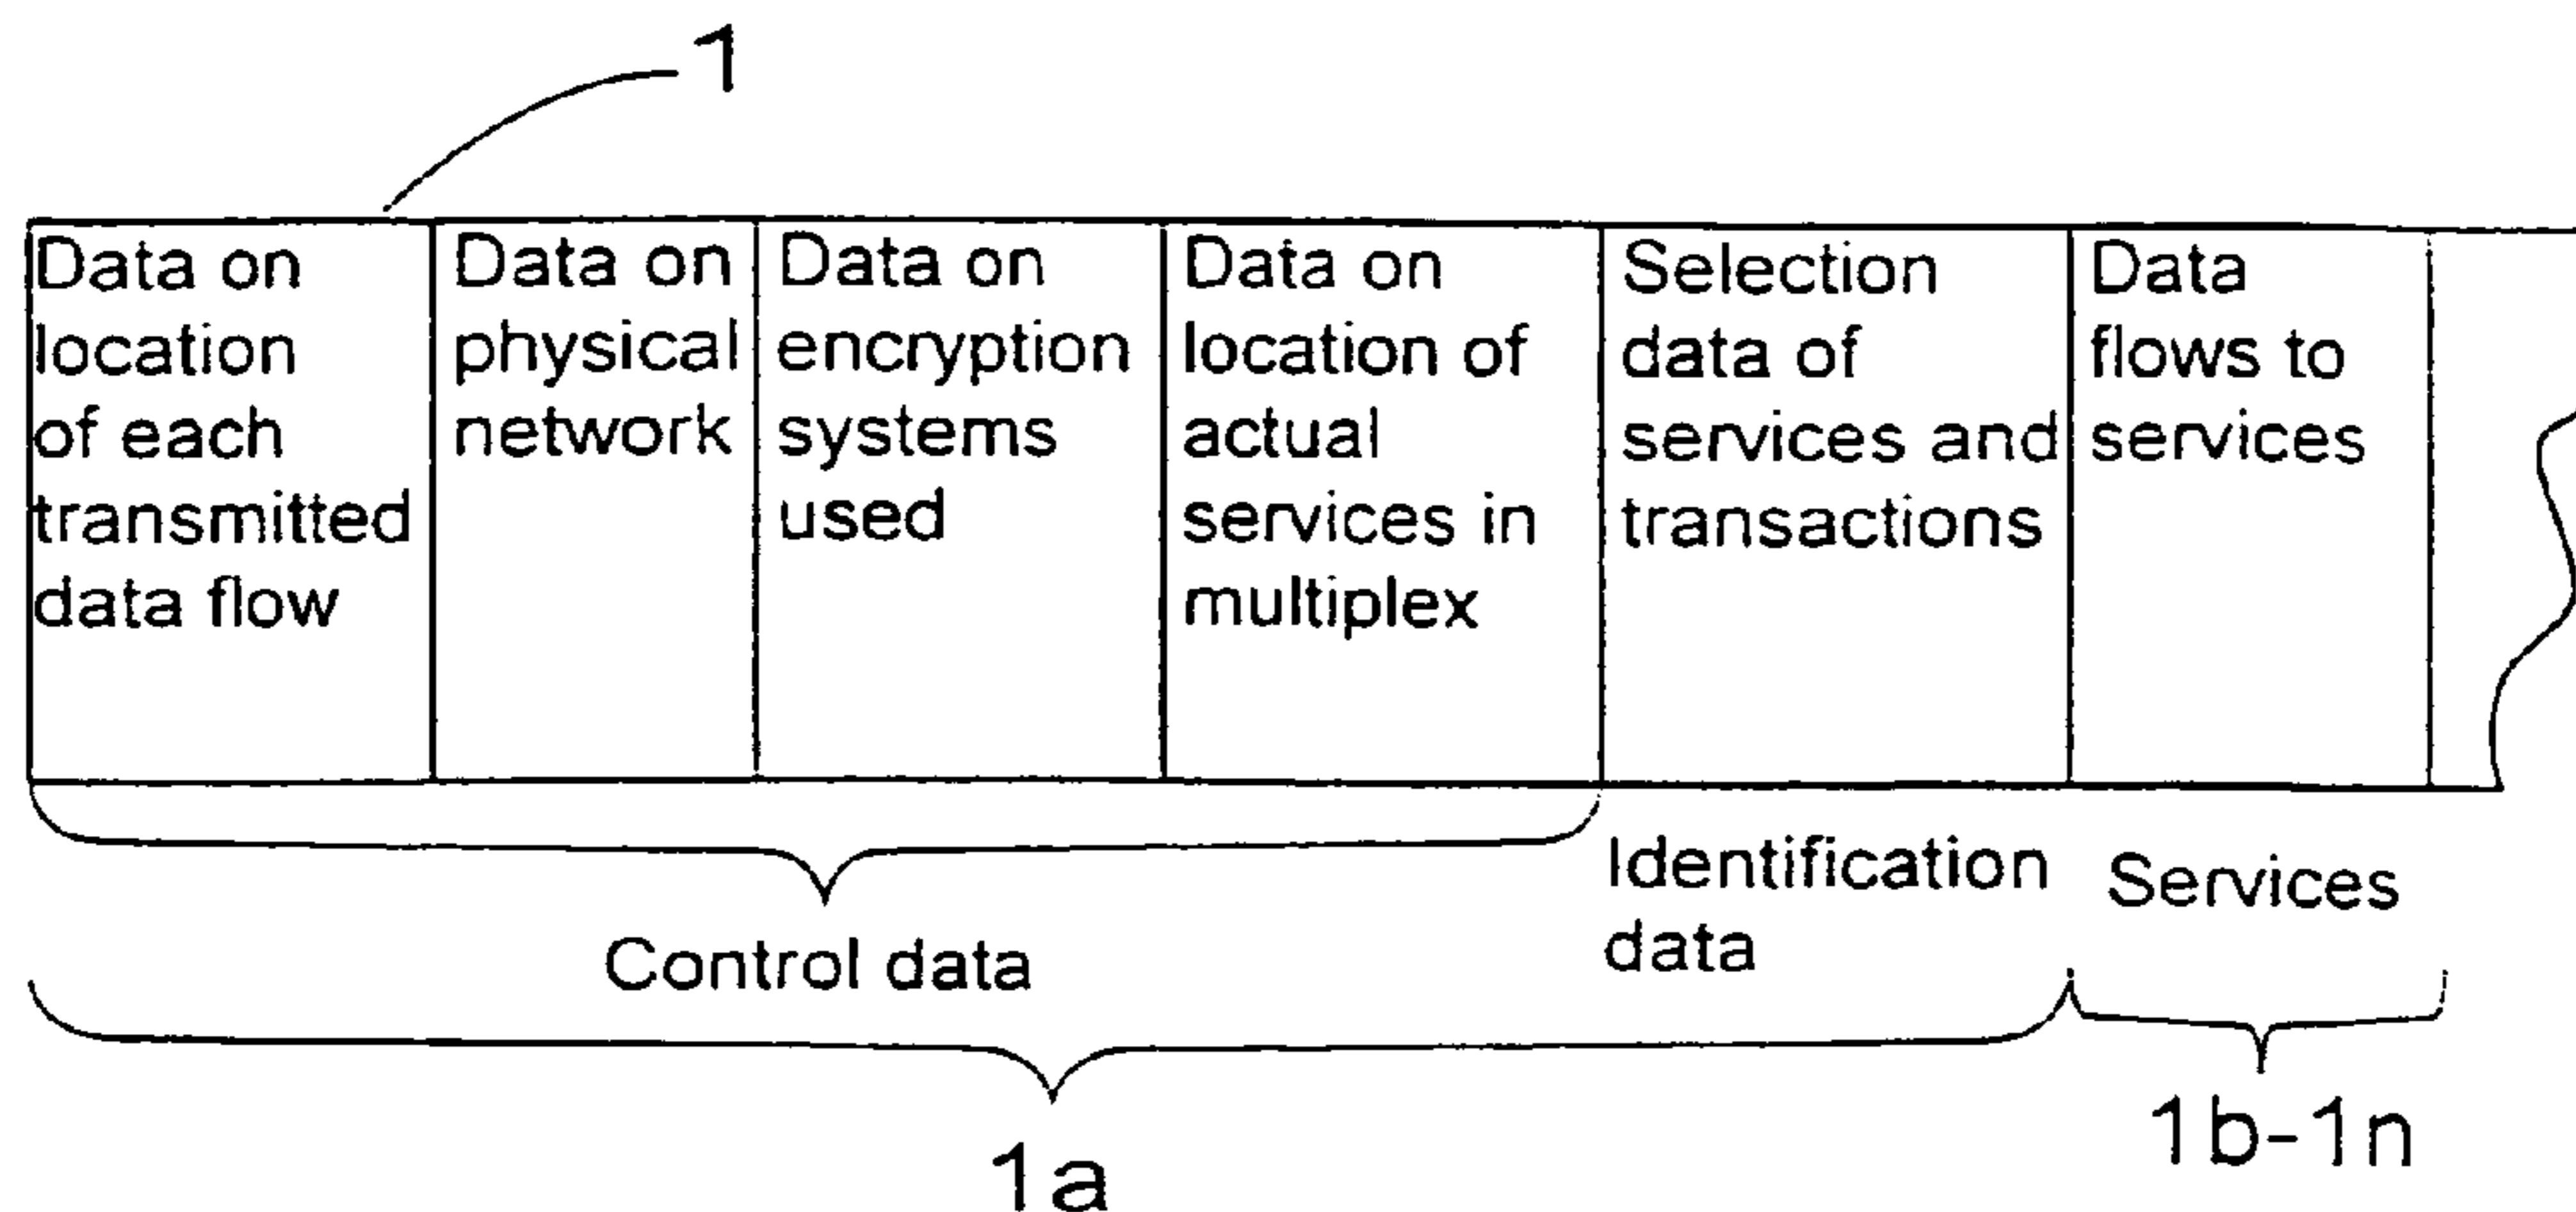 1
Data on
location
of each
transmitted
data flow
Data on
physical
network
Data on
encryption
systems
used
Data on
location of
actual
services in
multiplex
Selection
data of
services and
transactions
Data
flows to
services
Control data
Identification
data
Services
1a
1b-1n